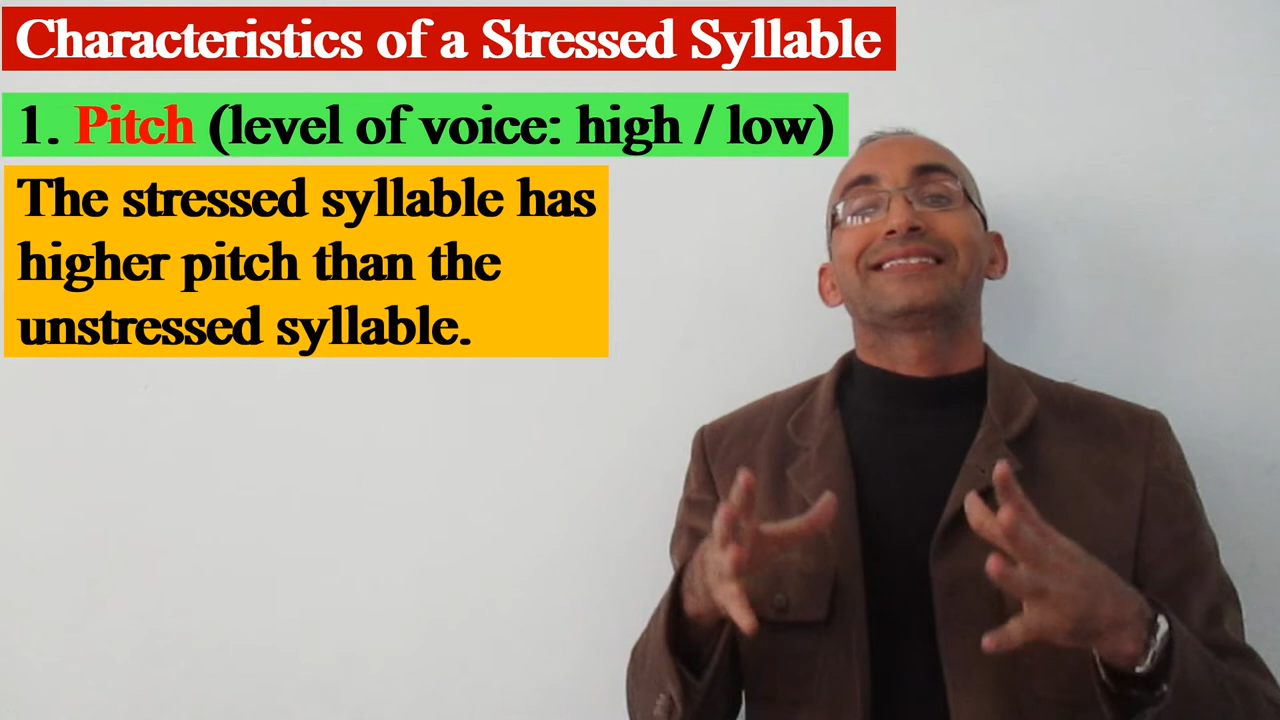 Characteristics of a Stressed Syllable
1. Pitch (level of voice: high / low)
The stressed syllable has
higher pitch than the
unstressed syllable.